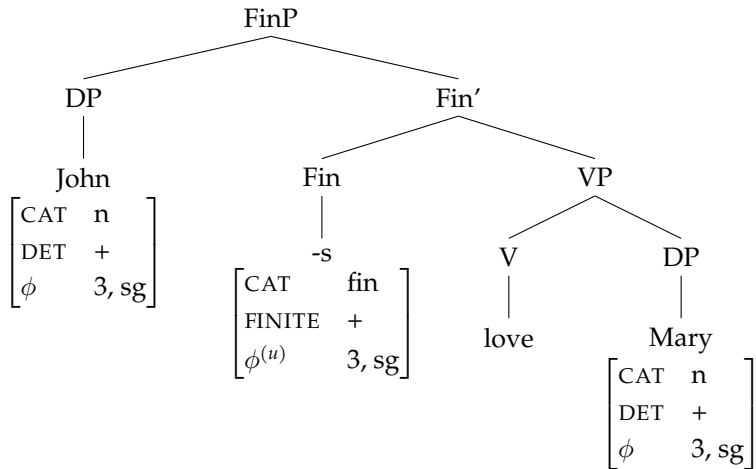 FinP
DP Fin'
John Fin VP
CAT n
DET +
ϕ 3, sg
-s V DP
CAT fin
FINITE +
ϕ(u) 3, sg
love Mary
CAT n
DET +
ϕ 3, sg